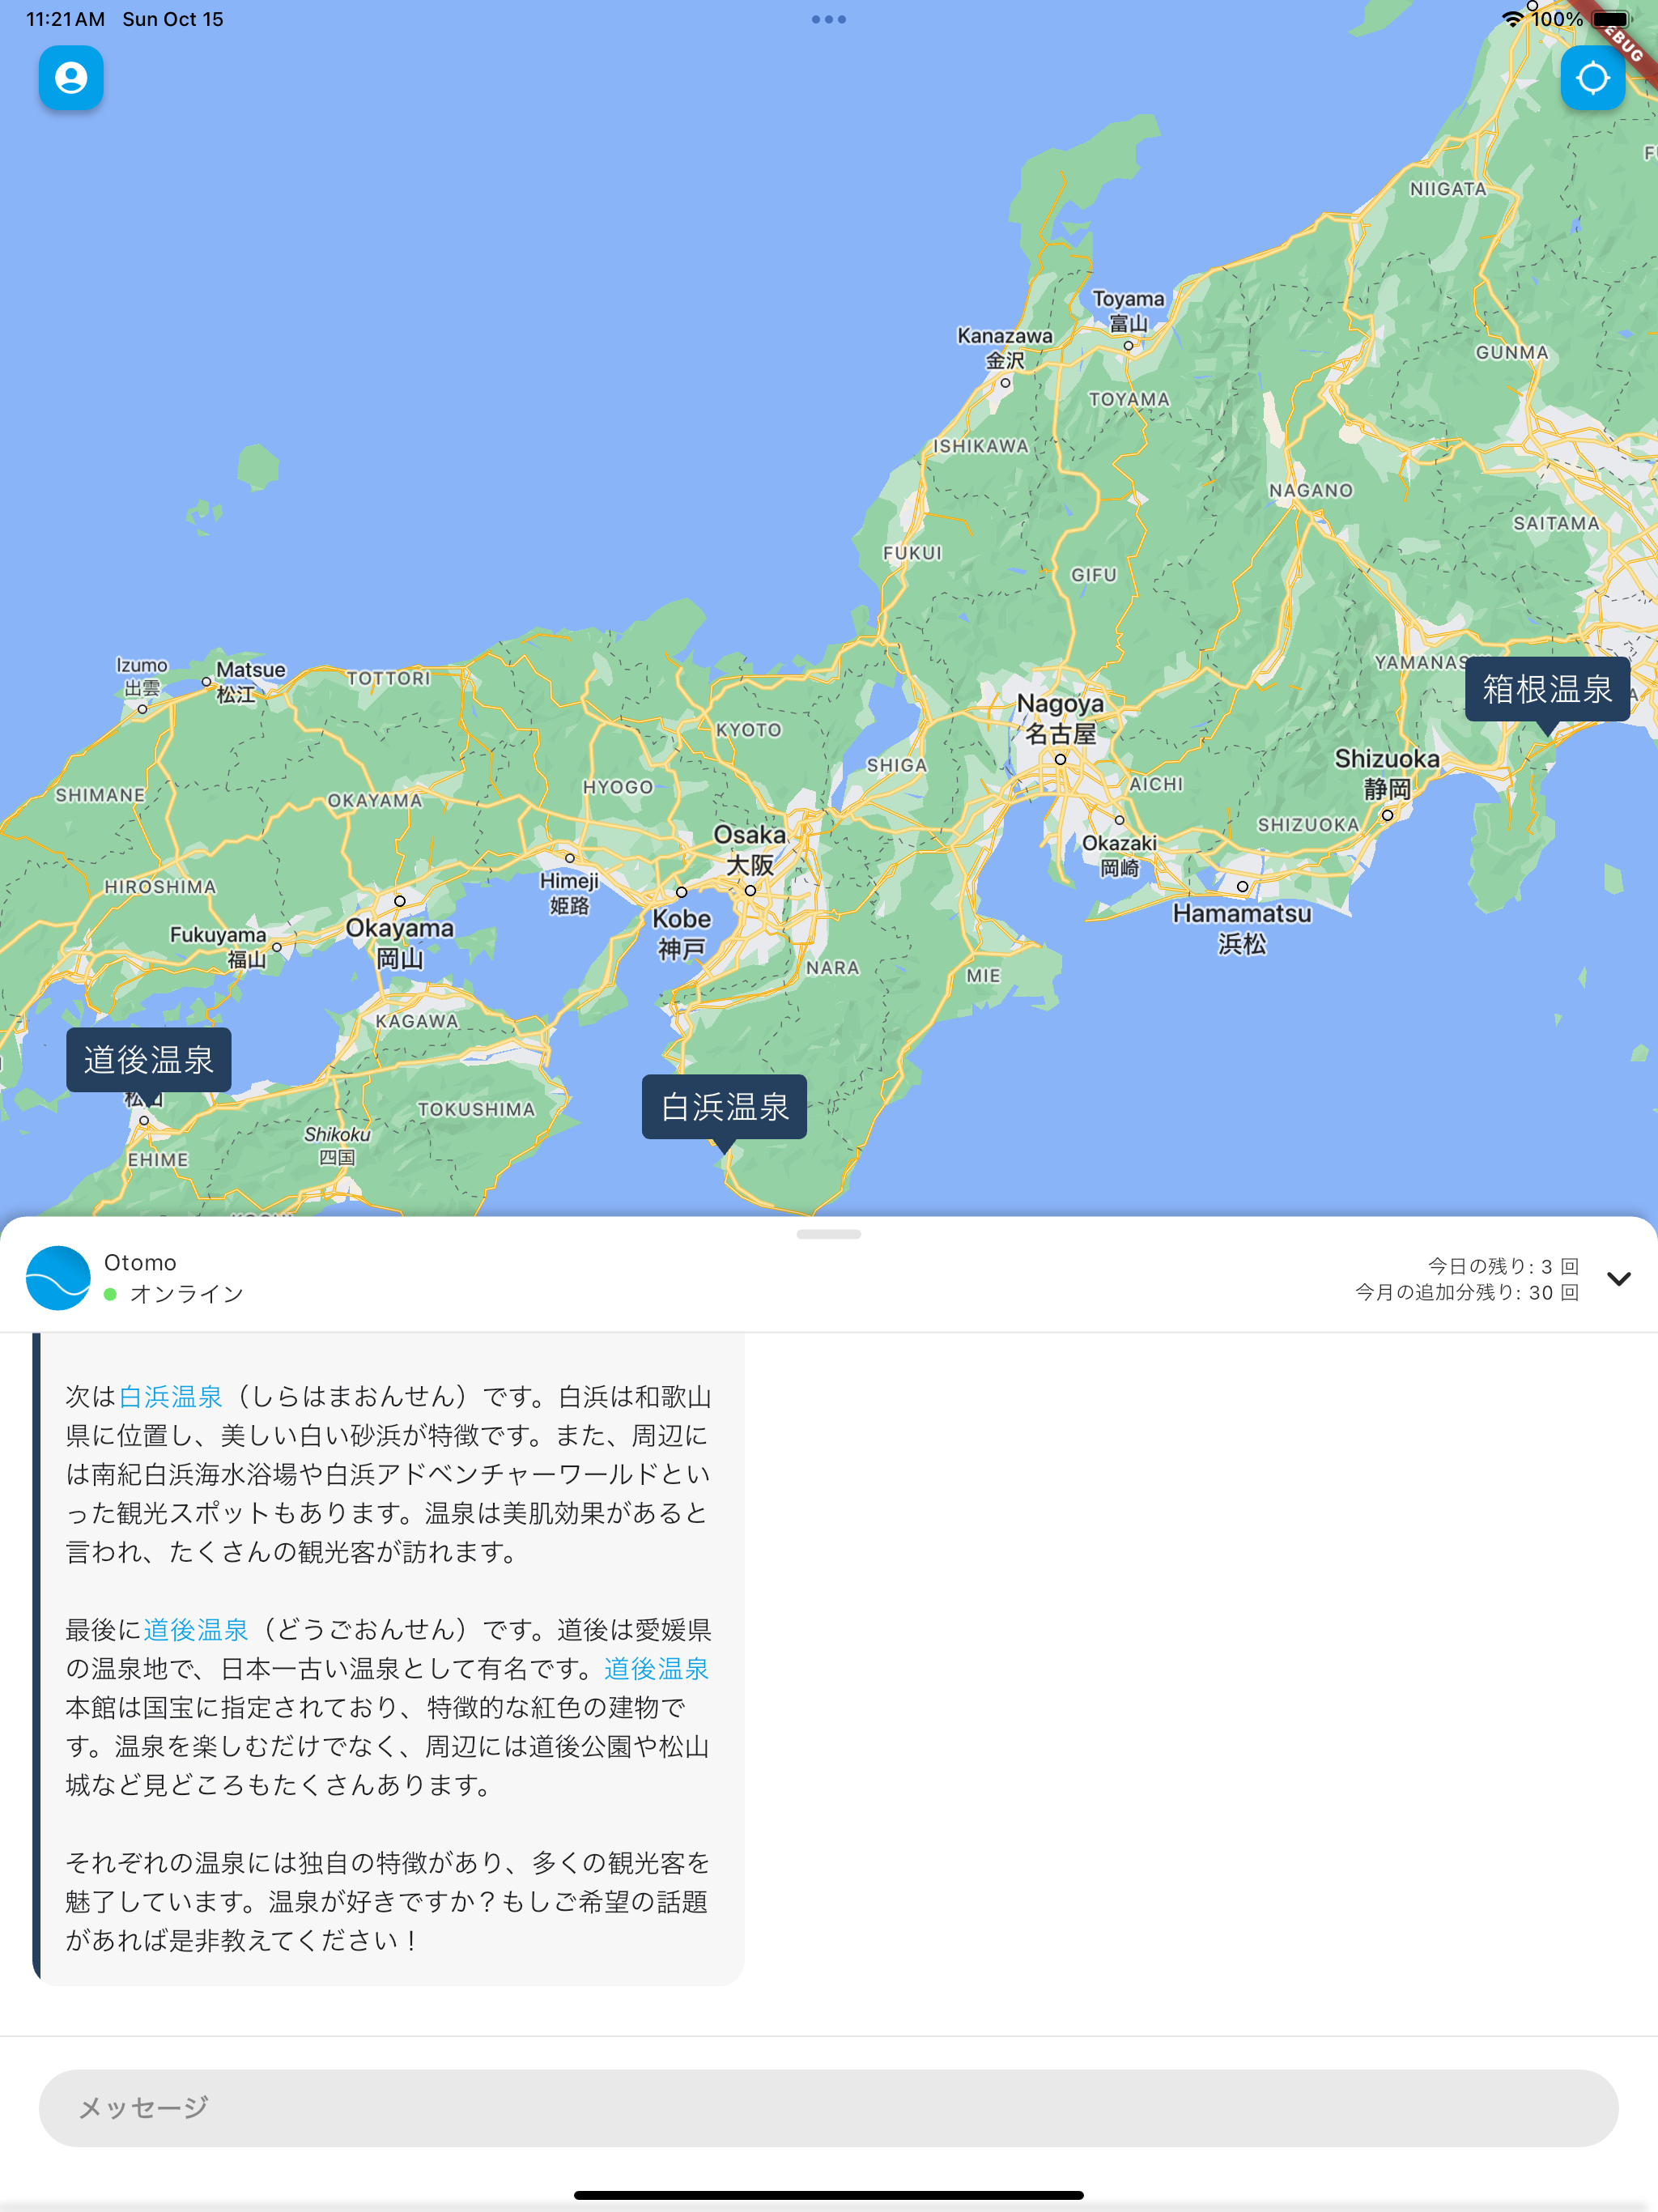 11:21 AM Sun Oct 15
100%
NIIGATA
Toyama
富山
Kanazawa
金沢
GUNMA
TOYAMA
ISHIKAWA
NAGANO
SAITAMA
FUKUI
GIFU
Izumo
出雲
Matsue
松江
TOTTORI
箱根温泉
Nagoya
名古屋
KYOTO
SHIGA
Shizuoka
静岡
SHIMANE
OKAYAMA
HYOGO
AICHI
SHIZUOKA
Osaka
大阪
Okazaki
岡崎
HIROSHIMA
Himeji
姫路
Hamamatsu
浜松
Fukuyama
福山
Okayama
岡山
Kobe
神戸
NARA
MIE
KAGAWA
道後温泉
白浜温泉
TOKUSHIMA
Shikoku
四国
EHIME
Otomo
オンライン
今日の残り: 3 回
今月の追加分残り: 30 回
次は白浜温泉（しらはまおんせん）です。白浜は和歌山
県に位置し、美しい白い砂浜が特徴です。また、周辺に
は南紀白浜海水浴場や白浜アドベンチャーワールドとい
った観光スポットもあります。温泉は美肌効果があると
言われ、たくさんの観光客が訪れます。
最後に道後温泉（どうごおんせん）です。道後は愛媛県
の温泉地で、日本一古い温泉として有名です。道後温泉
本館は国宝に指定されており、特徴的な紅色の建物で
す。温泉を楽しむだけでなく、周辺には道後公園や松山
城など見どころもたくさんあります。
それぞれの温泉には独自の特徴があり、多くの観光客を
魅了しています。温泉が好きですか？もしご希望の話題
があれば是非教えてください！
メッセージ